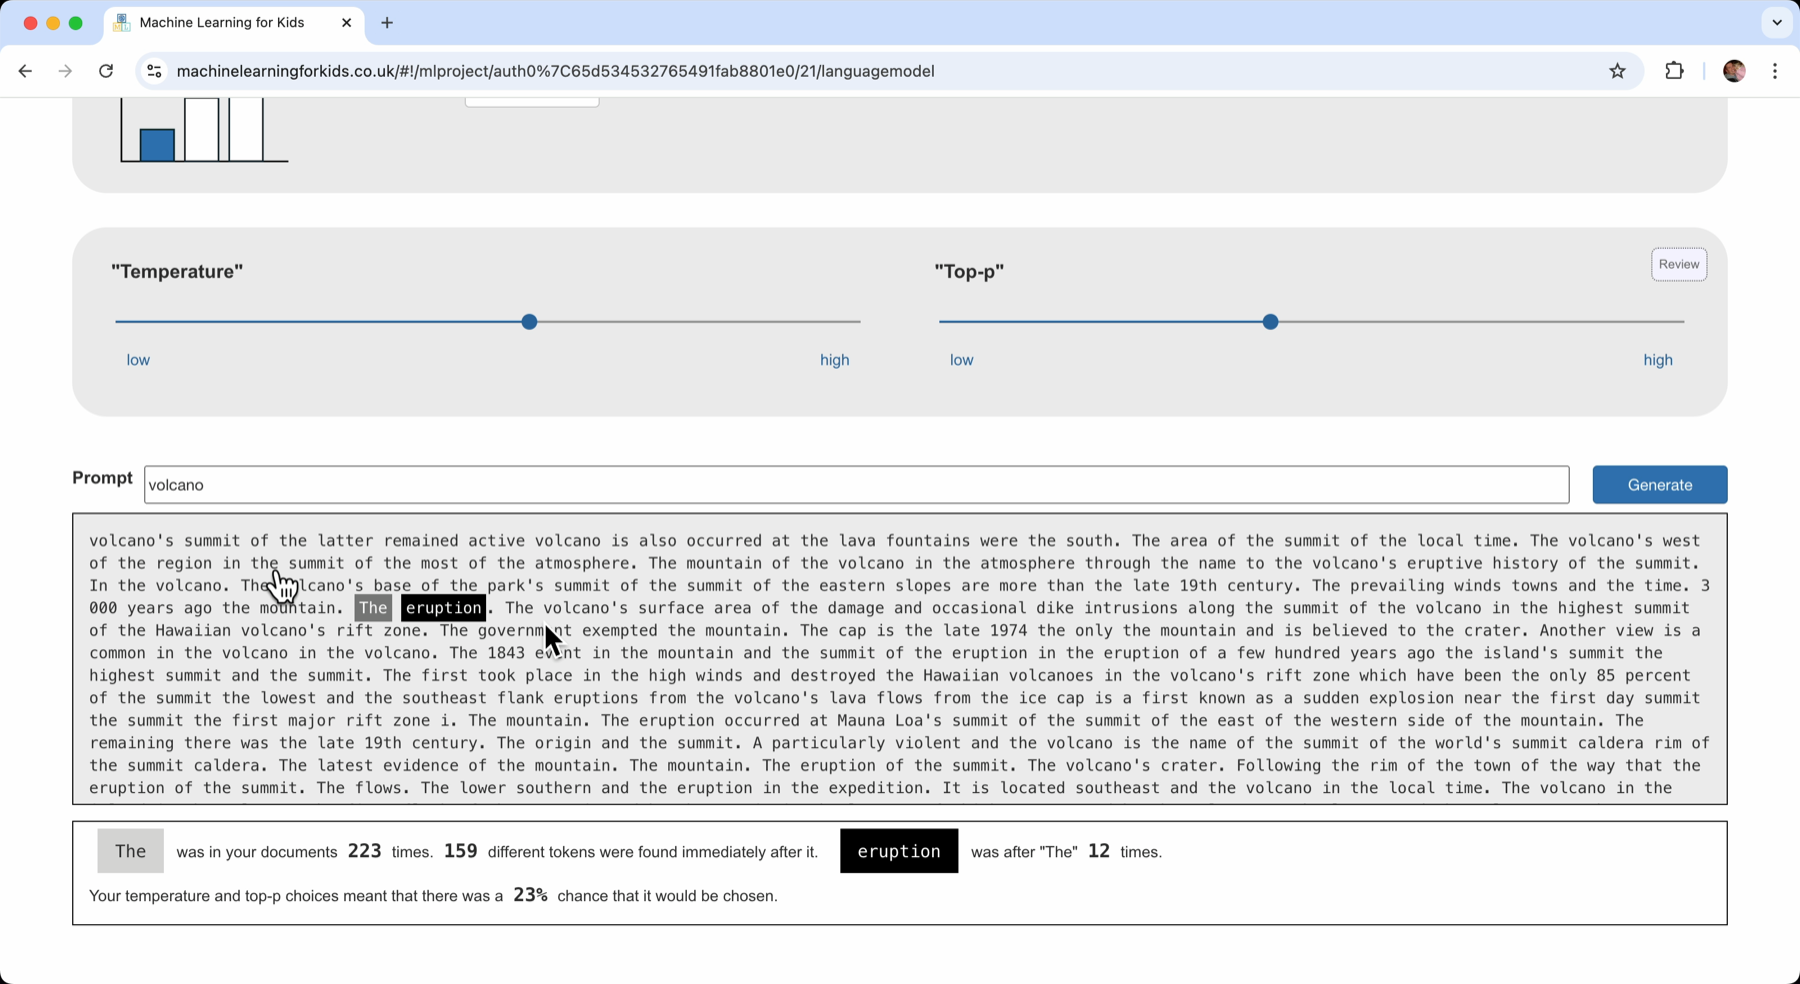 Machine Learning for Kids
machinelearningforkids.co.uk/#!/mlproject/auth0%7C65d534532765491fab8801e0/21/languagemodel
"Temperature"
"Top-p"
Review
low
high
low
high
Prompt
volcano
Generate
volcano's summit of the latter remained active volcano is also occurred at the lava fountains were the south. The area of the summit of the local time. The volcano's west
of the region in the summit of the most of the atmosphere. The mountain of the volcano in the atmosphere through the name to the volcano's eruptive history of the summit.
In the volcano. The volcano's base of the park's summit of the summit of the eastern slopes are more than the late 19th century. The prevailing winds towns and the time. 3
000 years ago the mountain. The eruption. The volcano's surface area of the damage and occasional dike intrusions along the summit of the volcano in the highest summit
of the Hawaiian volcano's rift zone. The government exempted the mountain. The cap is the late 1974 the only the mountain and is believed to the crater. Another view is a
common in the volcano in the volcano. The 1843 event in the mountain and the summit of the eruption in the eruption of a few hundred years ago the island's summit the
highest summit and the summit. The first took place in the high winds and destroyed the Hawaiian volcanoes in the volcano's rift zone which have been the only 85 percent
of the summit the lowest and the southeast flank eruptions from the volcano's lava flows from the ice cap is a first known as a sudden explosion near the first day summit
the summit the first major rift zone i. The mountain. The eruption occurred at Mauna Loa's summit of the summit of the east of the western side of the mountain. The
remaining there was the late 19th century. The origin and the summit. A particularly violent and the volcano is the name of the summit of the world's summit caldera rim of
the summit caldera. The latest evidence of the mountain. The mountain. The eruption of the summit. The volcano's crater. Following the rim of the town of the way that the
eruption of the summit. The flows. The lower southern and the eruption in the expedition. It is located southeast and the volcano in the local time. The volcano in the
The was in your documents 223 times. 159 different tokens were found immediately after it. eruption was after "The" 12 times.
Your temperature and top-p choices meant that there was a 23% chance that it would be chosen.